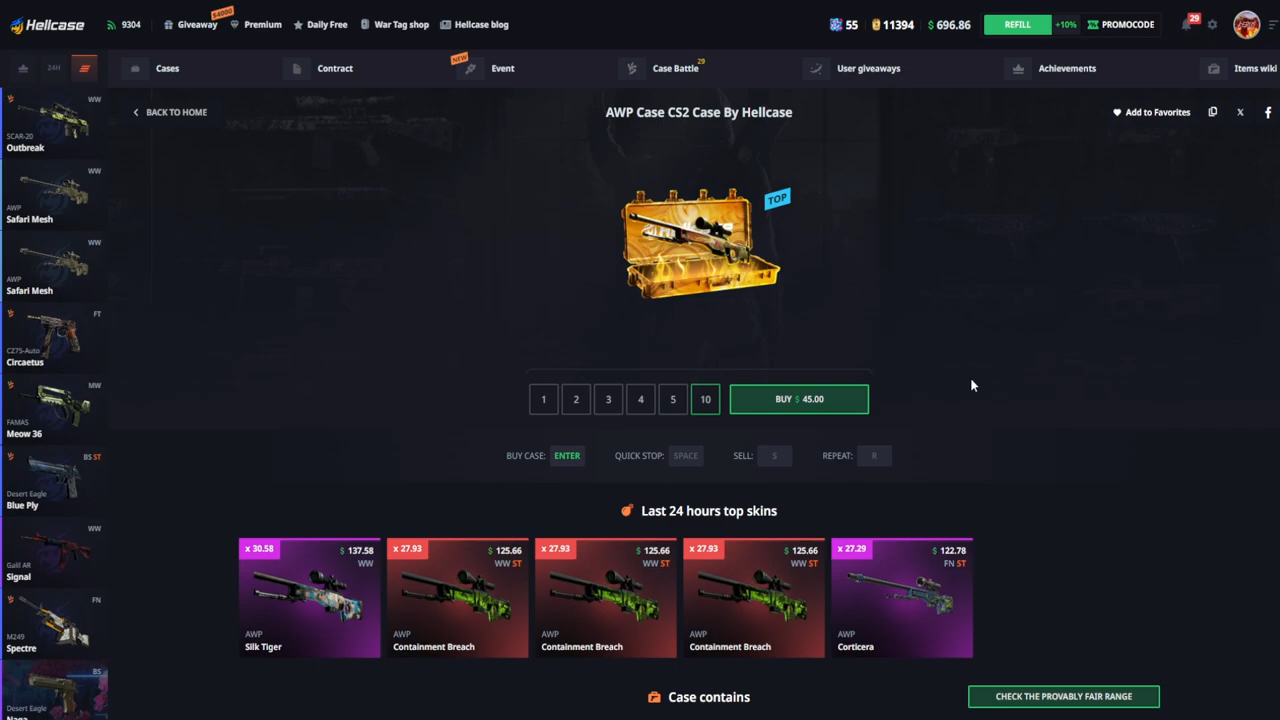 Hellcase
9304
Giveaway
$4000
Premium
Daily Free
War Tag shop
Hellcase blog
55
11394
$ 696.86
REFILL
+10%
PROMOCODE
29
24H
Cases
Contract
NEW
Event
Case Battle
29
User giveaways
Achievements
Items wiki
BACK TO HOME
AWP Case CS2 Case By Hellcase
Add to Favorites
TOP
1
2
3
4
5
10
BUY $ 45.00
BUY CASE:
ENTER
QUICK STOP:
SPACE
SELL:
S
REPEAT:
R
Last 24 hours top skins
x 30.58
$ 137.58
WW
AWP
Silk Tiger
x 27.93
$ 125.66
WW ST
AWP
Containment Breach
x 27.93
$ 125.66
WW ST
AWP
Containment Breach
x 27.93
$ 125.66
WW ST
AWP
Containment Breach
x 27.29
$ 122.78
FN ST
AWP
Corticera
Case contains
CHECK THE PROVABLY FAIR RANGE
WW
SCAR-20
Outbreak
WW
AWP
Safari Mesh
WW
AWP
Safari Mesh
FT
CZ75-Auto
Circaetus
MW
FAMAS
Meow 36
BS ST
Desert Eagle
Blue Ply
WW
Galil AR
Signal
FN
M249
Spectre
BS
Desert Eagle
Naga